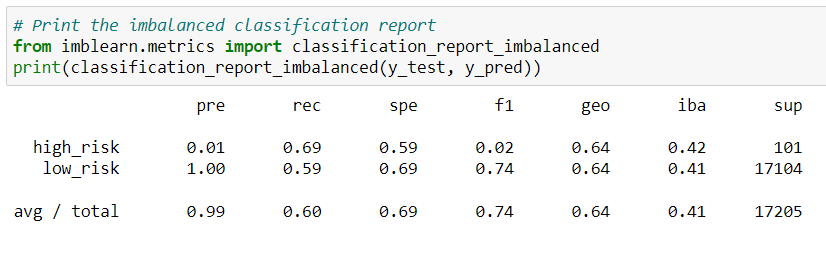 # Print the imbalanced classification report
from imblearn.metrics import classification_report_imbalanced
print(classification_report_imbalanced(y_test, y_pred))
pre rec spe f1 geo iba sup
high_risk 0.01 0.69 0.59 0.02 0.64 0.42 101
low_risk 1.00 0.59 0.69 0.74 0.64 0.41 17104
avg / total 0.99 0.60 0.69 0.74 0.64 0.41 17205